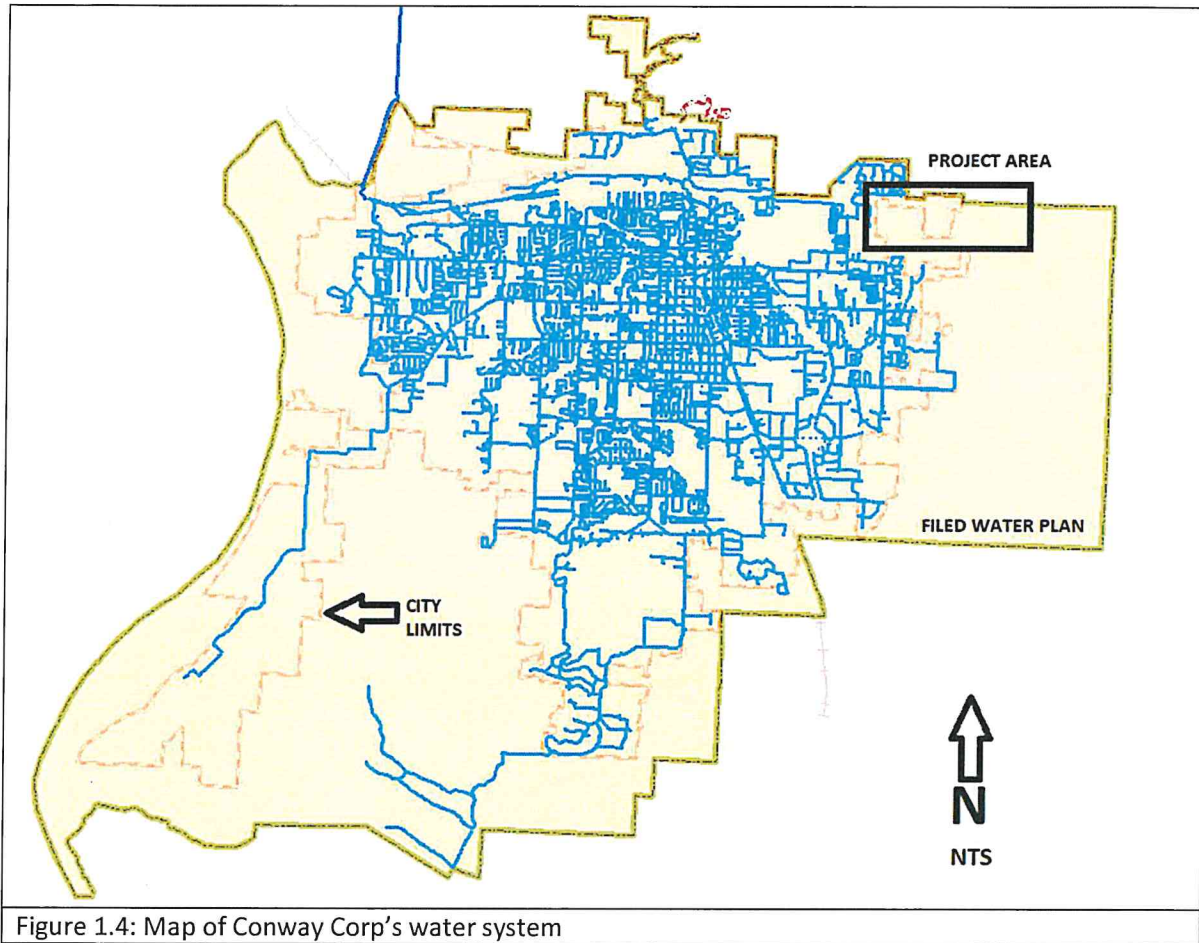 PROJECT AREA
FILED WATER PLAN
CITY
LIMITS
N
NTS
Figure 1.4: Map of Conway Corp's water system